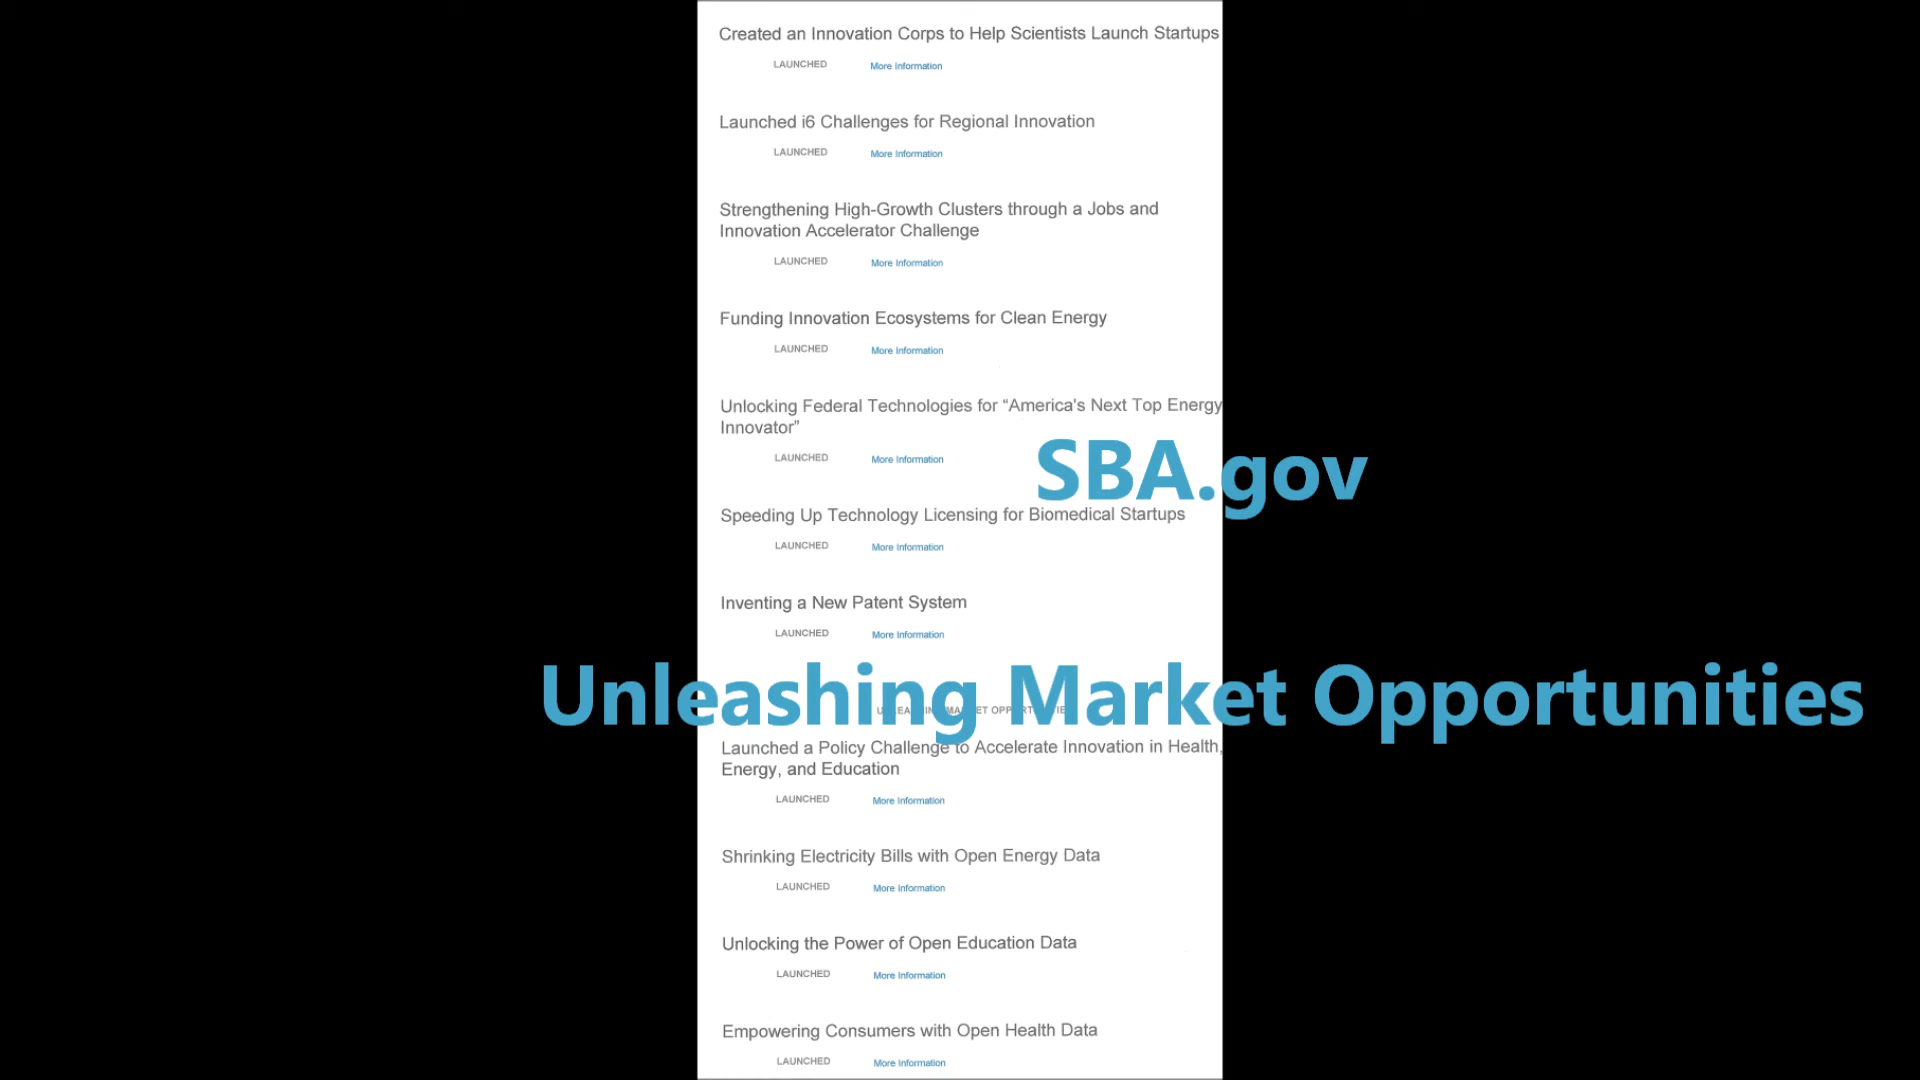 Created an Innovation Corps to Help Scientists Launch Startups
LAUNCHED More Information
Launched i6 Challenges for Regional Innovation
LAUNCHED More Information
Strengthening High-Growth Clusters through a Jobs and
Innovation Accelerator Challenge
LAUNCHED More Information
Funding Innovation Ecosystems for Clean Energy
LAUNCHED More Information
Unlocking Federal Technologies for “America's Next Top Energy
Innovator”
LAUNCHED More Information
SBA.gov
Speeding Up Technology Licensing for Biomedical Startups
LAUNCHED More Information
Inventing a New Patent System
LAUNCHED More Information
Unleashing Market Opportunities
Launched a Policy Challenge to Accelerate Innovation in Health,
Energy, and Education
LAUNCHED More Information
Shrinking Electricity Bills with Open Energy Data
LAUNCHED More Information
Unlocking the Power of Open Education Data
LAUNCHED More Information
Empowering Consumers with Open Health Data
LAUNCHED More Information